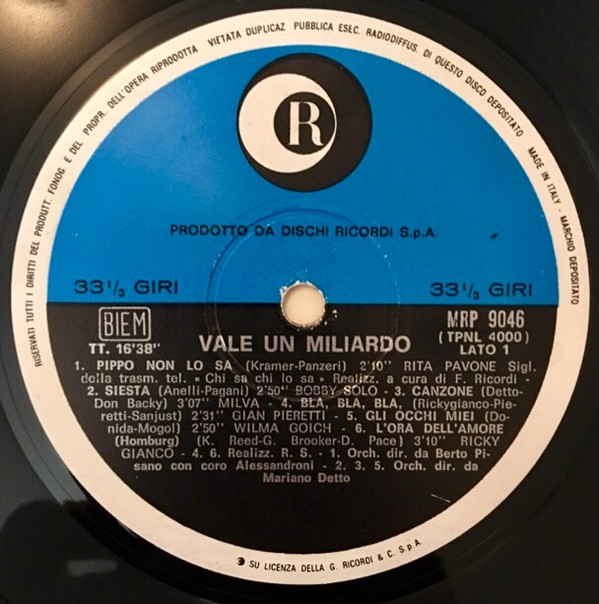 RISERVATI TUTTI I DIRITTI DEL PRODUTT. FONOG. E DEL PROPR. DELL'OPERA RIPRODOTTA VIETATA DUPLICAZ PUBBLICA ESEC. RADIODIFFUS. DI QUESTO DISCO DEPOSITATO MADE IN ITALY - MARCHIO DEPOSITATO
R
PRODOTTO DA DISCHI RICORDI S.p.A.
33 1/3 GIRI 33 1/3 GIRI
BIEM MRP 9046
VALE UN MILIARDO (TPNL 4000)
TT. 16'38" LATO 1
1. PIPPO NON LO SA (Kramer-Panzeri) 2'10" RITA PAVONE Sigl.
della trasm. tel. « Chi sa chi lo sa » Realizz. a cura di F. Ricordi -
2. SIESTA (Anelli-Pagani) 2'50" BOBBY SOLO - 3. CANZONE (Detto-
Don Backy) 3'07" MILVA - 4. BLA, BLA, BLA, (Rickygianco-Pie-
retti-Sanjust) 2'31" GIAN PIERETTI - 5. GLI OCCHI MIEI (Do-
nida-Mogol) 2'50" WILMA GOICH - 6. L'ORA DELL'AMORE
(Homburg) (K. Reed-G. Brooker-D. Pace) 3'10" RICKY
GIANCO - 4. 6. Realizz. R. S. - 1. Orch. dir. da Berto Pi-
sano con coro Alessandroni - 2. 3. 5. Orch. dir. da
Mariano Detto
SU LICENZA DELLA G. RICORDI & C. S.p.A.